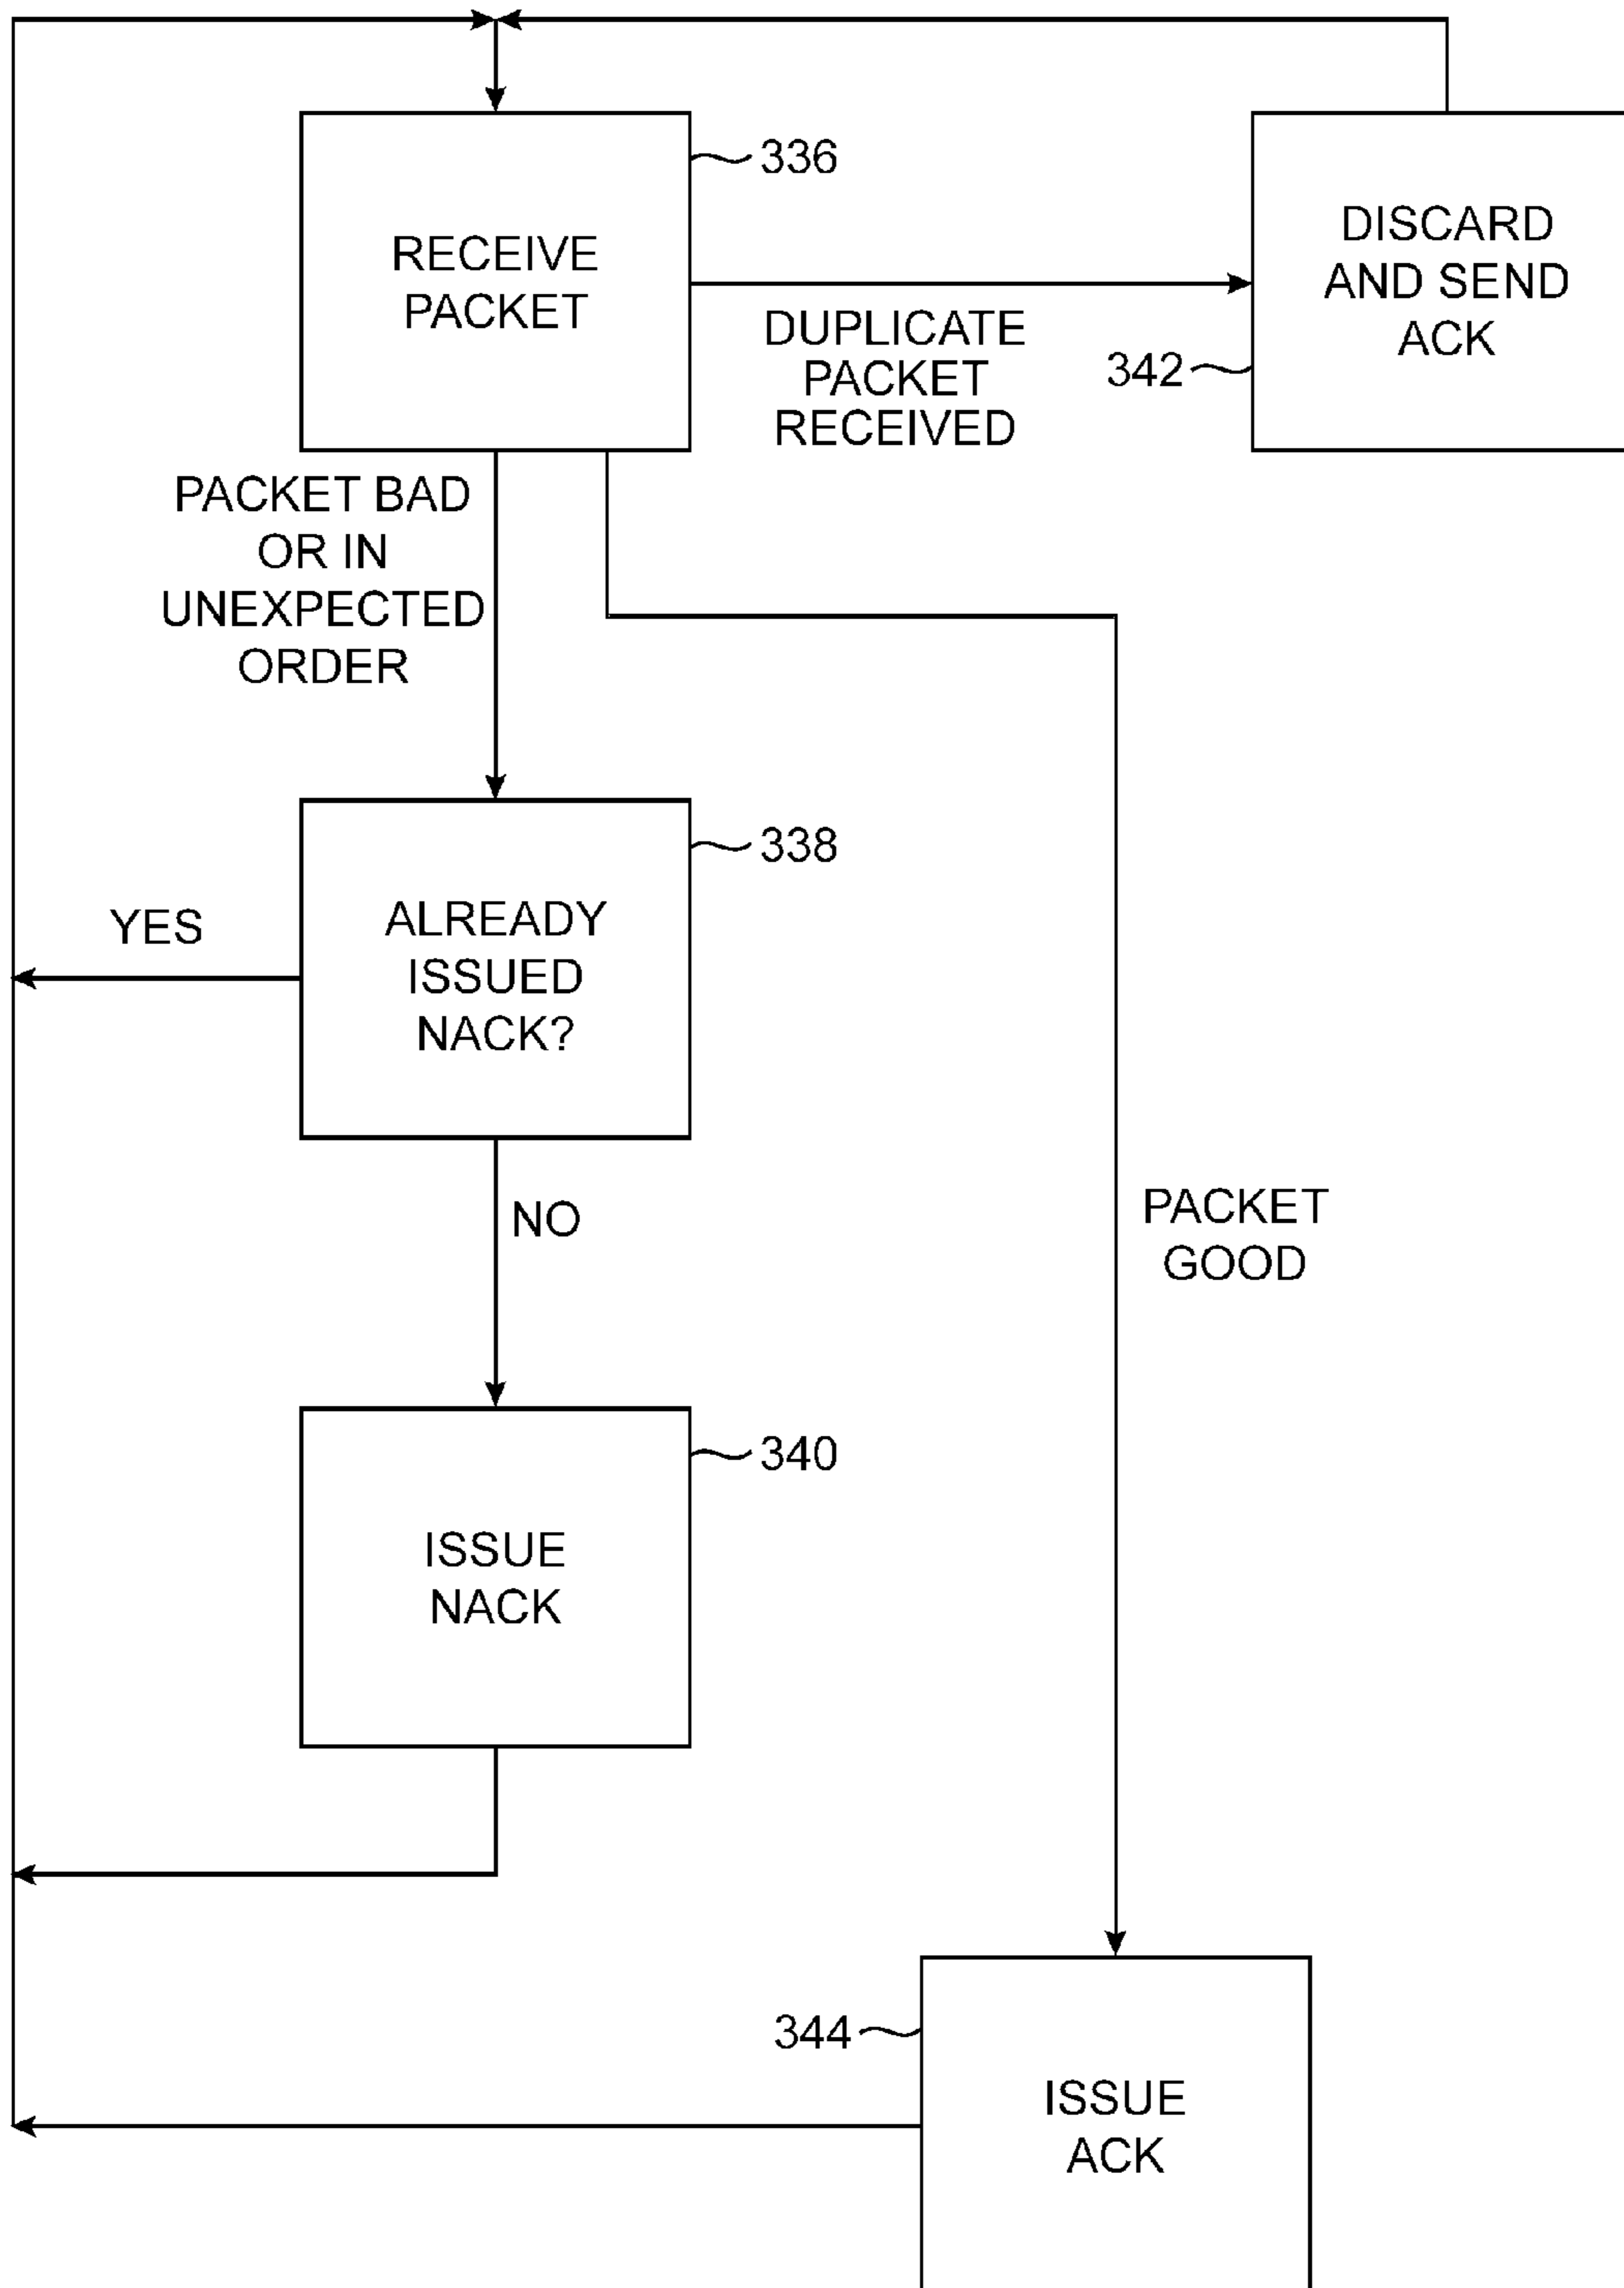 336
RECEIVE
PACKET
DISCARD
AND SEND
ACK
342
DUPLICATE
PACKET
RECEIVED
PACKET BAD
OR IN
UNEXPECTED
ORDER
338
ALREADY
ISSUED
NACK?
YES
NO
PACKET
GOOD
340
ISSUE
NACK
344
ISSUE
ACK